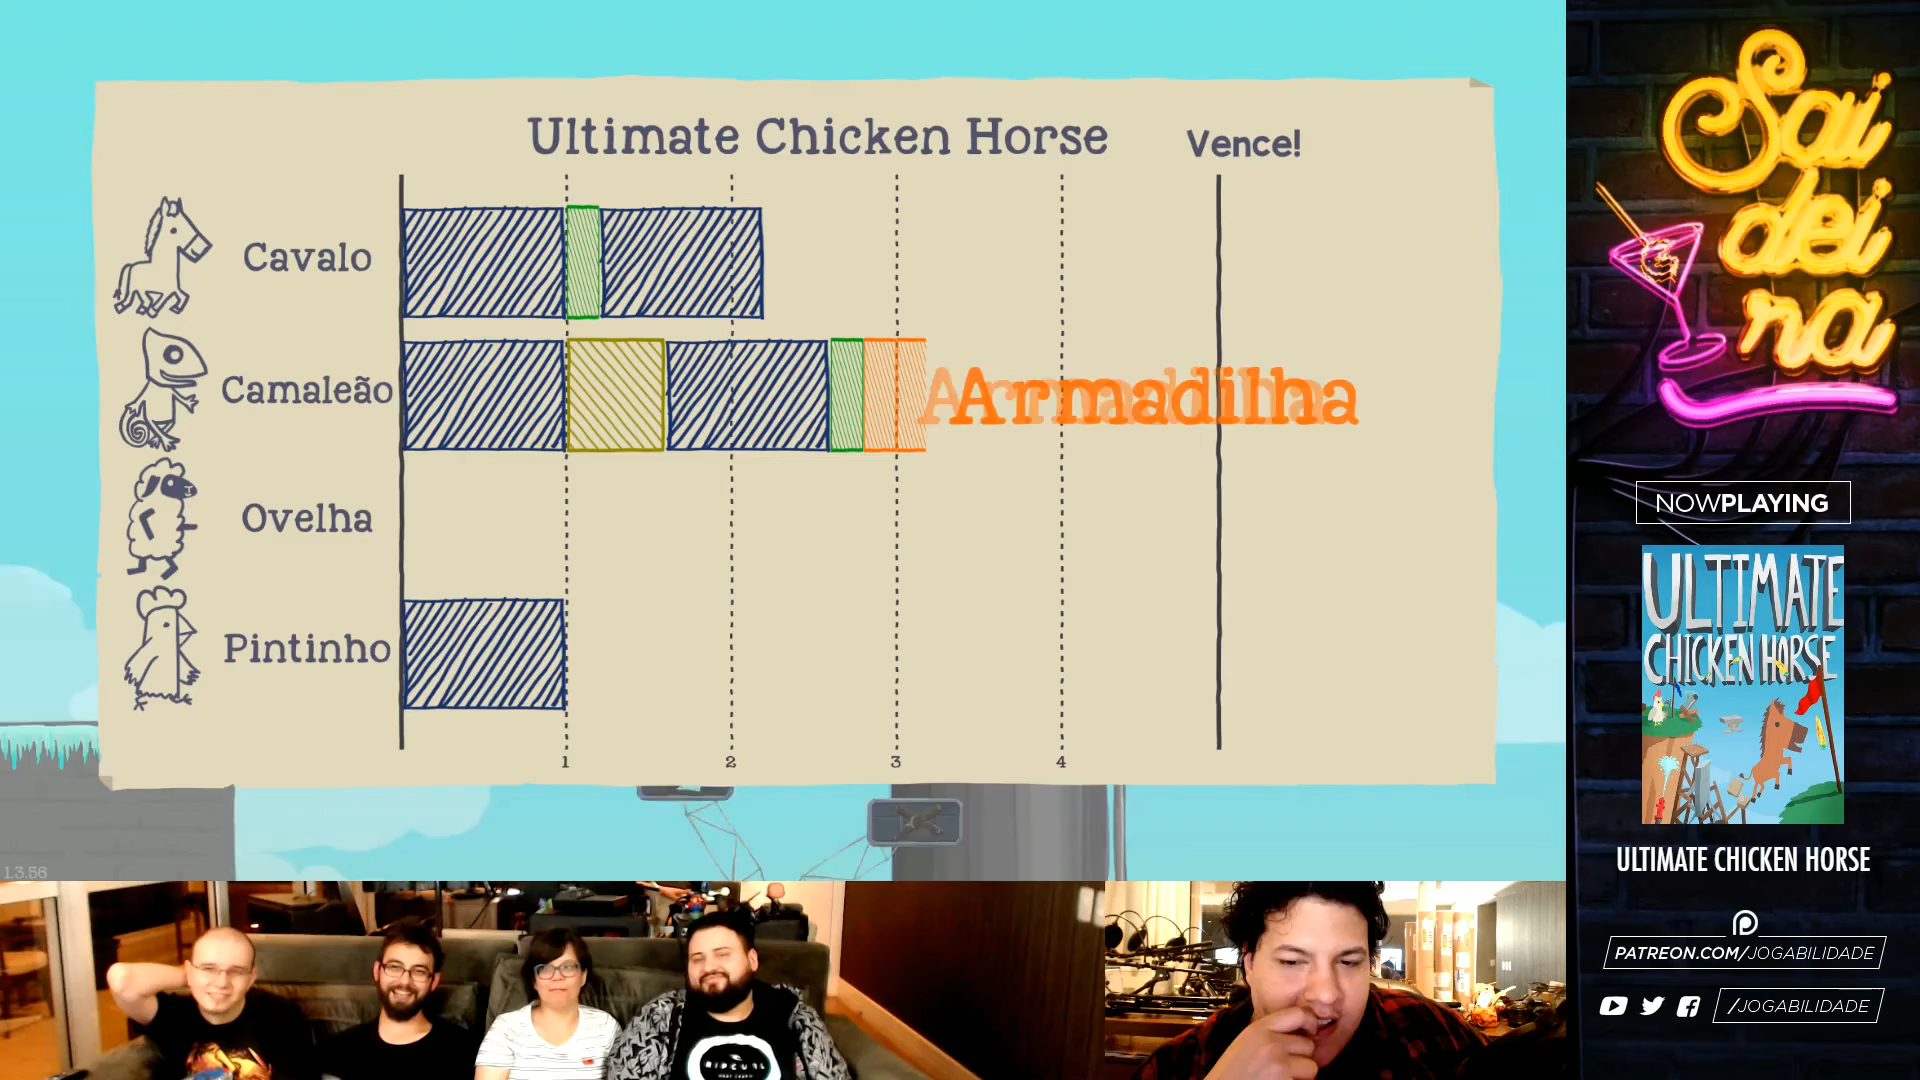 Ultimate Chicken Horse
Vence!
Cavalo
Camaleão
Armadilha
Ovelha
Pintinho
1 2 3 4
1.3.56
Sai
dei
ra
NOWPLAYING
ULTIMATE
CHICKEN HORSE
ULTIMATE CHICKEN HORSE
PATREON.COM/JOGABILIDADE
/JOGABILIDADE
RIPCURL